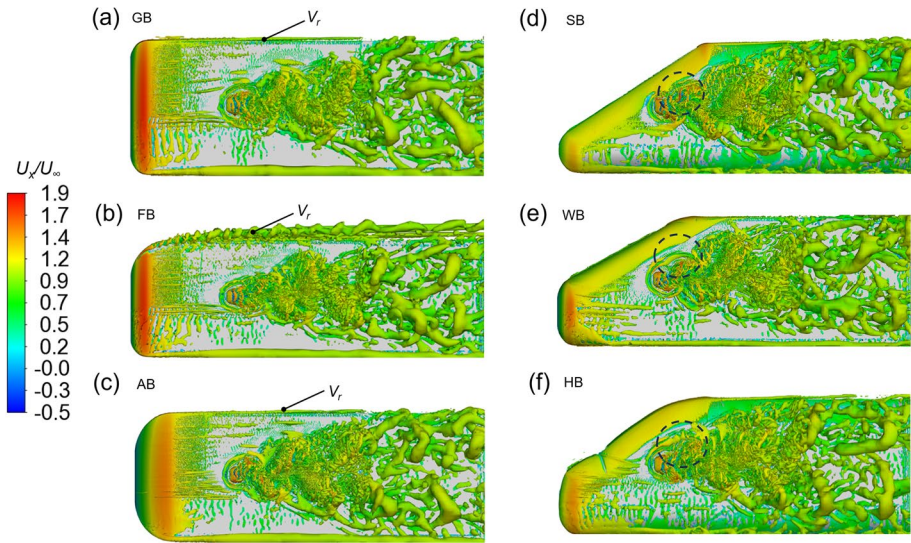 (a) GB
V_r
(d) SB
U_x/U_∞
1.9
1.7
1.4
1.2
0.9
0.7
0.5
0.2
-0.0
-0.3
-0.5
(b) FB
V_r
(e) WB
(c) AB
V_r
(f) HB